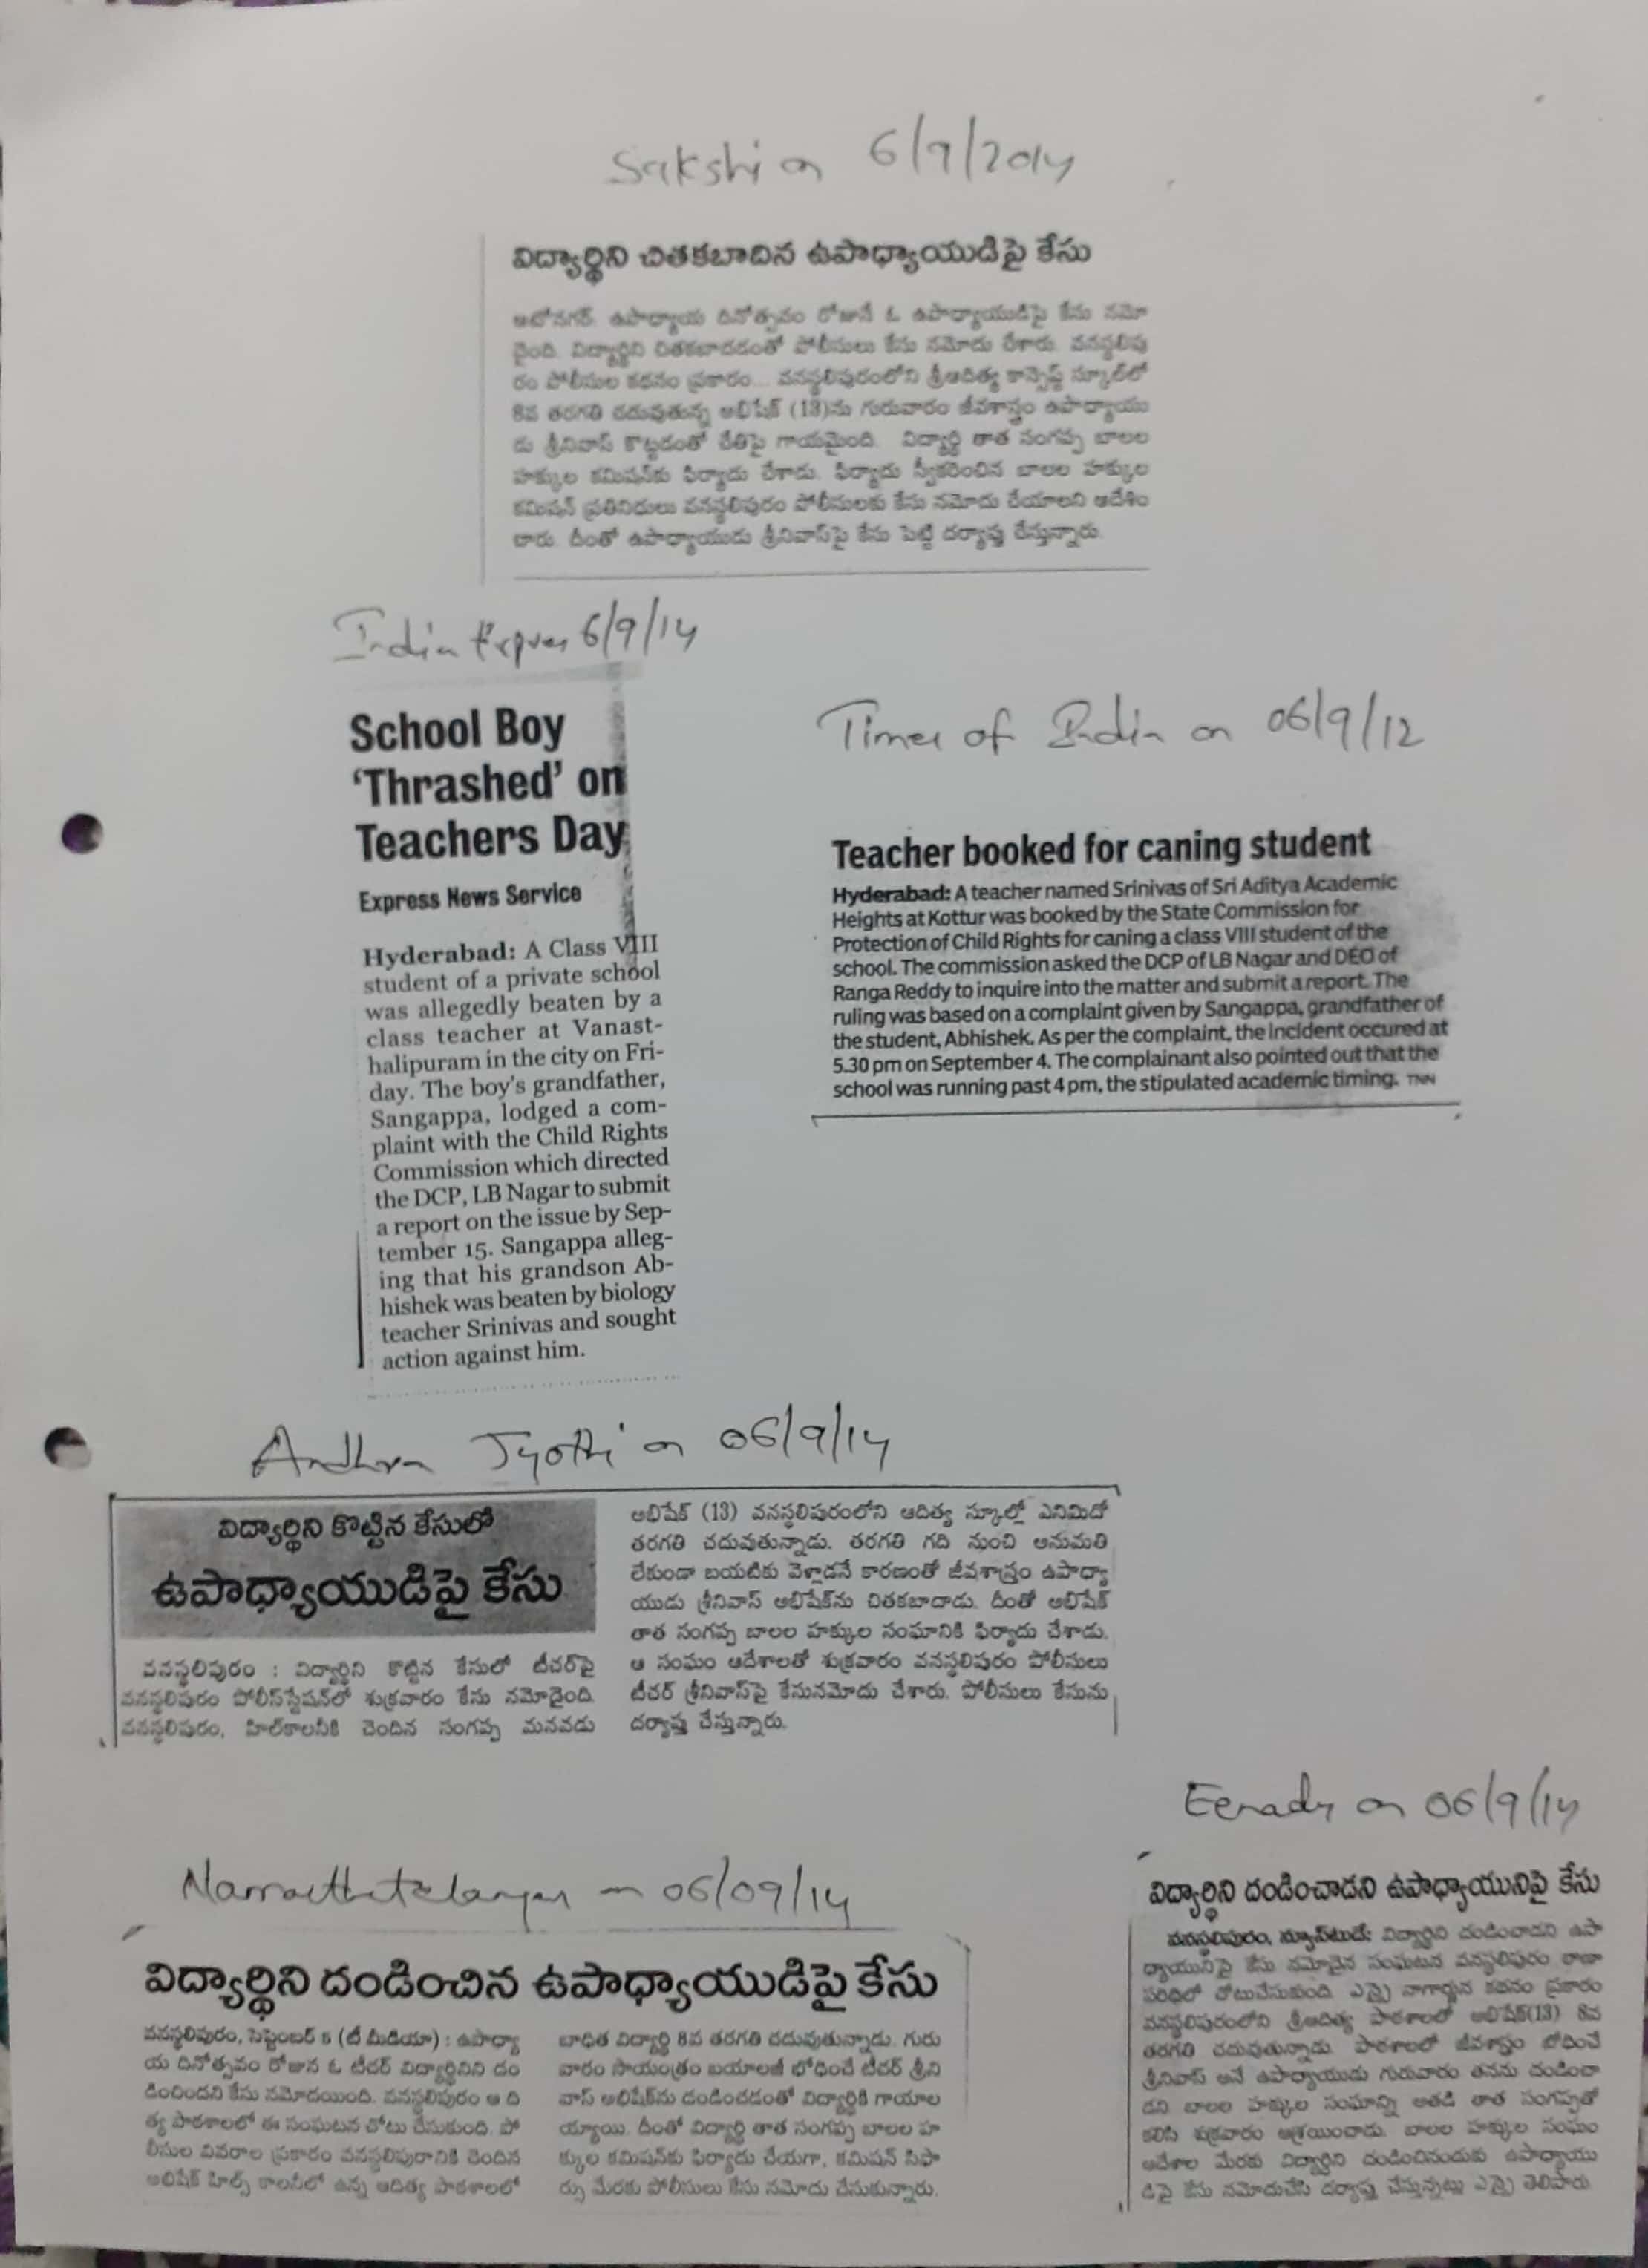 Sakshi on 6/9/2014
విద్యార్థిని చితకబాదిన ఉపాధ్యాయుడిపై కేసు
ఆటోనగర్: ఉపాధ్యాయ దినోత్సవం రోజునే ఓ ఉపాధ్యాయుడిపై కేసు నమో
దైంది. విద్యార్థిని చితకబాదడంతో పోలీసులు కేసు నమోదు చేశారు. వనస్థలిపు
రం పోలీసుల కథనం ప్రకారం... వనస్థలిపురంలోని శ్రీఆదిత్య కాన్సెప్ట్ స్కూల్‌లో
8వ తరగతి చదువుతున్న అభిషేక్ (13)ను గురువారం జీవశాస్త్రం ఉపాధ్యాయు
డు శ్రీనివాస్ కొట్టడంతో చేతిపై గాయమైంది. విద్యార్థి తాత సంగప్ప బాలల
హక్కుల కమిషన్‌కు ఫిర్యాదు చేశాడు. ఫిర్యాదు స్వీకరించిన బాలల హక్కుల
కమిషన్ ప్రతినిధులు వనస్థలిపురం పోలీసులకు కేసు నమోదు చేయాలని ఆదేశిం
చారు. దీంతో ఉపాధ్యాయుడు శ్రీనివాస్‌పై కేసు పెట్టి దర్యాప్తు చేస్తున్నారు.
India Expres 6/9/14
School Boy
‘Thrashed’ on
Teachers Day
Express News Service
Hyderabad: A Class VIII
student of a private school
was allegedly beaten by a
class teacher at Vanast-
halipuram in the city on Fri-
day. The boy's grandfather,
Sangappa, lodged a com-
plaint with the Child Rights
Commission which directed
the DCP, LB Nagar to submit
a report on the issue by Sep-
tember 15. Sangappa alleg-
ing that his grandson Ab-
hishek was beaten by biology
teacher Srinivas and sought
action against him.
Times of India on 06/9/12
Teacher booked for caning student
Hyderabad: A teacher named Srinivas of Sri Aditya Academic
Heights at Kottur was booked by the State Commission for
Protection of Child Rights for caning a class VIII student of the
school. The commission asked the DCP of LB Nagar and DEO of
Ranga Reddy to inquire into the matter and submit a report. The
ruling was based on a complaint given by Sangappa, grandfather of
the student, Abhishek. As per the complaint, the incident occured at
5.30 pm on September 4. The complainant also pointed out that the
school was running past 4 pm, the stipulated academic timing. TNN
Andhra Jyothi on 06/9/14
విద్యార్థిని కొట్టిన కేసులో
ఉపాధ్యాయుడిపై కేసు
వనస్థలిపురం : విద్యార్థిని కొట్టిన కేసులో టీచర్‌పై
వనస్థలిపురం పోలీస్‌స్టేషన్‌లో శుక్రవారం కేసు నమోదైంది.
వనస్థలిపురం, హిల్‌కాలనీకి చెందిన సంగప్ప మనవడు
అభిషేక్ (13) వనస్థలిపురంలోని ఆదిత్య స్కూల్లో ఎనిమిదో
తరగతి చదువుతున్నాడు. తరగతి గది నుంచి అనుమతి
లేకుండా బయటికు వెళ్లాడనే కారణంతో జీవశాస్త్రం ఉపాధ్యా
యుడు శ్రీనివాస్ అభిషేక్‌ను చితకబాదాడు. దీంతో అభిషేక్
తాత సంగప్ప బాలల హక్కుల సంఘానికి ఫిర్యాదు చేశాడు.
ఆ సంఘం ఆదేశాలతో శుక్రవారం వనస్థలిపురం పోలీసులు
టీచర్ శ్రీనివాస్‌పై కేసునమోదు చేశారు. పోలీసులు కేసును
దర్యాప్తు చేస్తున్నారు.
Namasthetelangana on 06/09/14
విద్యార్థిని దండించిన ఉపాధ్యాయుడిపై కేసు
వనస్థలిపురం, సెప్టెంబర్ 5 (టీ మీడియా) : ఉపాధ్యా
య దినోత్సవం రోజున ఓ టీచర్ విద్యార్థినిని దం
డించిందని కేసు నమోదయింది. వనస్థలిపురం ఆ ది
త్య పాఠశాలలో ఈ సంఘటన చోటు చేసుకుంది. పో
లీసుల వివరాల ప్రకారం వనస్థలిపురానికి చెందిన
అభిషేక్ హిల్స్ కాలనీలో ఉన్న ఆదిత్య పాఠశాలలో
బాధిత విద్యార్థి 8వ తరగతి చదువుతున్నాడు. గురు
వారం సాయంత్రం బయాలజీ బోధించే టీచర్ శ్రీని
వాస్ అభిషేక్‌ను దండించడంతో విద్యార్థికి గాయాల
య్యాయి. దీంతో విద్యార్థి తాత సంగప్ప బాలల హ
క్కుల కమిషన్‌కు ఫిర్యాదు చేయగా, కమిషన్ సిఫా
ర్సు మేరకు పోలీసులు కేసు నమోదు చేసుకున్నారు.
Eenadu on 06/9/14
విద్యార్థిని దండించాడని ఉపాధ్యాయునిపై కేసు
వనస్థలిపురం, న్యూస్‌టుడే: విద్యార్థిని దండించాడని ఉపా
ధ్యాయునిపై కేసు నమోదైన సంఘటన వనస్థలిపురం ఠాణా
పరిధిలో చోటుచేసుకుంది. ఎస్సై నాగార్జున కథనం ప్రకారం
వనస్థలిపురంలోని శ్రీఆదిత్య పాఠశాలలో అభిషేక్(13) 8వ
తరగతి చదువుతున్నాడు. పాఠశాలలో జీవశాస్త్రం బోధించే
శ్రీనివాస్ అనే ఉపాధ్యాయుడు గురువారం తనను దండించా
డని బాలల హక్కుల సంఘాన్ని అతడి తాత సంగప్పతో
కలిసి శుక్రవారం ఆశ్రయించాడు. బాలల హక్కుల సంఘం
ఆదేశాల మేరకు విద్యార్థిని దండించినందుకు ఉపాధ్యాయు
డిపై కేసు నమోదుచేసి దర్యాప్తు చేస్తున్నట్లు ఎస్సై తెలిపారు.